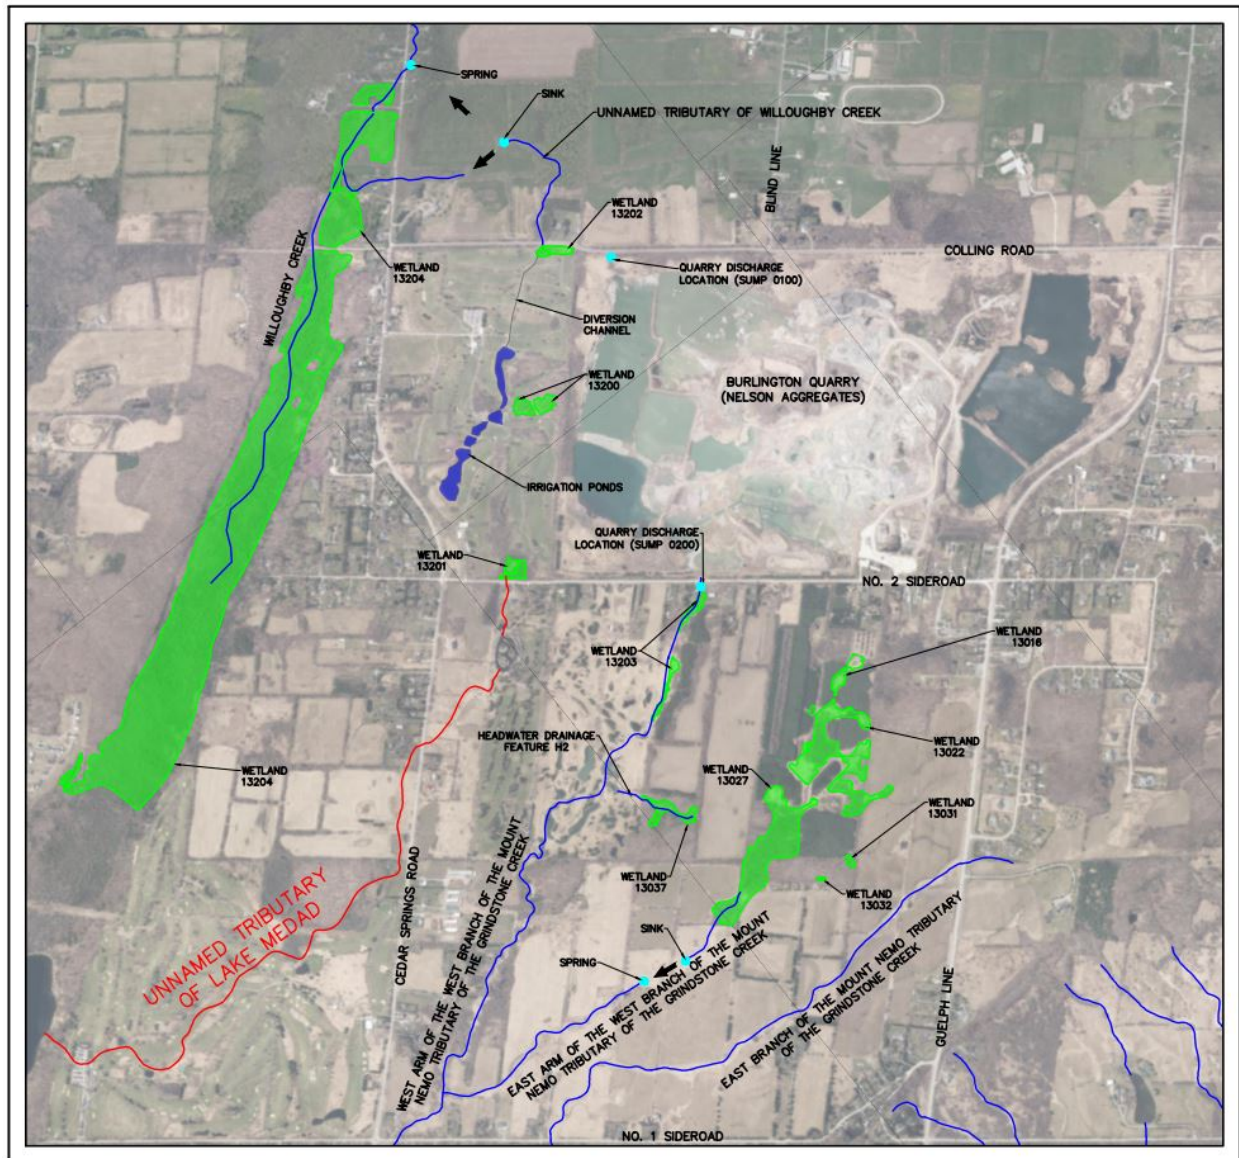 SPRING
SINK
UNNAMED TRIBUTARY OF WILLOUGHBY CREEK
BLIND LINE
WETLAND
13202
COLLING ROAD
WETLAND
13204
QUARRY DISCHARGE
LOCATION (SUMP 0100)
WILLOUGHBY CREEK
DIVERSION
CHANNEL
WETLAND
13200
BURLINGTON QUARRY
(NELSON AGGREGATES)
IRRIGATION PONDS
QUARRY DISCHARGE
LOCATION (SUMP 0200)
WETLAND
13201
NO. 2 SIDEROAD
WETLAND
13203
WETLAND
13016
HEADWATER DRAINAGE
FEATURE H2
WETLAND
13022
WETLAND
13204
WETLAND
13027
WETLAND
13031
WETLAND
13037
WETLAND
13032
UNNAMED TRIBUTARY
OF LAKE MEDAD
CEDAR SPRINGS ROAD
WEST ARM OF THE WEST BRANCH OF THE MOUNT
NEMO TRIBUTARY OF THE GRINDSTONE CREEK
SINK
SPRING
EAST ARM OF THE WEST BRANCH OF THE MOUNT
NEMO TRIBUTARY OF THE GRINDSTONE CREEK
EAST BRANCH OF THE MOUNT NEMO TRIBUTARY
OF THE GRINDSTONE CREEK
GUELPH LINE
NO. 1 SIDEROAD